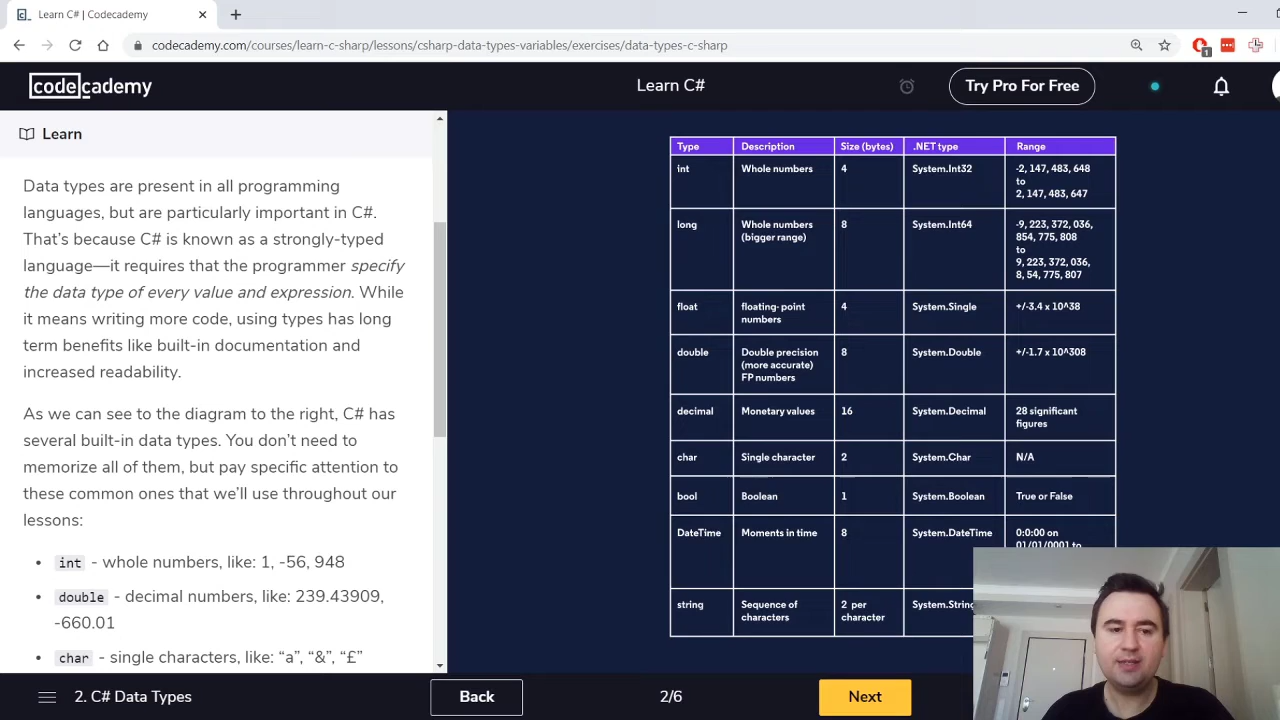 Learn C# | Codecademy
codecademy.com/courses/learn-c-sharp/lessons/csharp-data-types-variables/exercises/data-types-c-sharp
1
codecademy
Learn C#
Try Pro For Free
Learn
Data types are present in all programming
languages, but are particularly important in C#.
That’s because C# is known as a strongly-typed
language—it requires that the programmer specify
the data type of every value and expression. While
it means writing more code, using types has long
term benefits like built-in documentation and
increased readability.
As we can see to the diagram to the right, C# has
several built-in data types. You don’t need to
memorize all of them, but pay specific attention to
these common ones that we’ll use throughout our
lessons:
• int - whole numbers, like: 1, -56, 948
• double - decimal numbers, like: 239.43909,
-660.01
• char - single characters, like: “a”, “&”, “£”
Type Description Size (bytes) .NET type Range
int Whole numbers 4 System.Int32 -2, 147, 483, 648
to
2, 147, 483, 647
long Whole numbers 8 System.Int64 -9, 223, 372, 036,
(bigger range) 854, 775, 808
to
9, 223, 372, 036,
8, 54, 775, 807
float floating- point 4 System.Single +/-3.4 x 10^38
numbers
double Double precision 8 System.Double +/-1.7 x 10^308
(more accurate)
FP numbers
decimal Monetary values 16 System.Decimal 28 significant
figures
char Single character 2 System.Char N/A
bool Boolean 1 System.Boolean True or False
DateTime Moments in time 8 System.DateTime 0:0:00 on
01/01/0001 to
string Sequence of 2 per System.String
characters character
2. C# Data Types
Back
2/6
Next